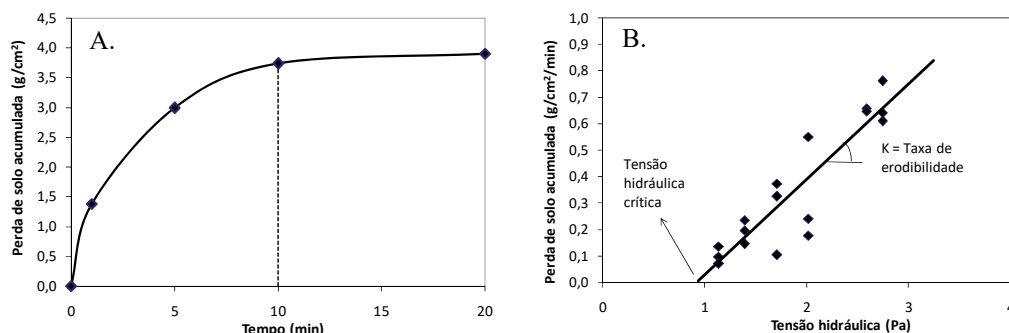 A.
Perda de solo acumulada (g/cm²)
4,5
4,0
3,5
3,0
2,5
2,0
1,5
1,0
0,5
0,0
0
5
10
15
20
Tempo (min)
B.
Perda de solo acumulada (g/cm²/min)
1,0
0,9
0,8
0,7
0,6
0,5
0,4
0,3
0,2
0,1
0,0
Tensão
hidráulica
crítica
K = Taxa de
erodibilidade
0
1
2
3
4
Tensão hidráulica (Pa)